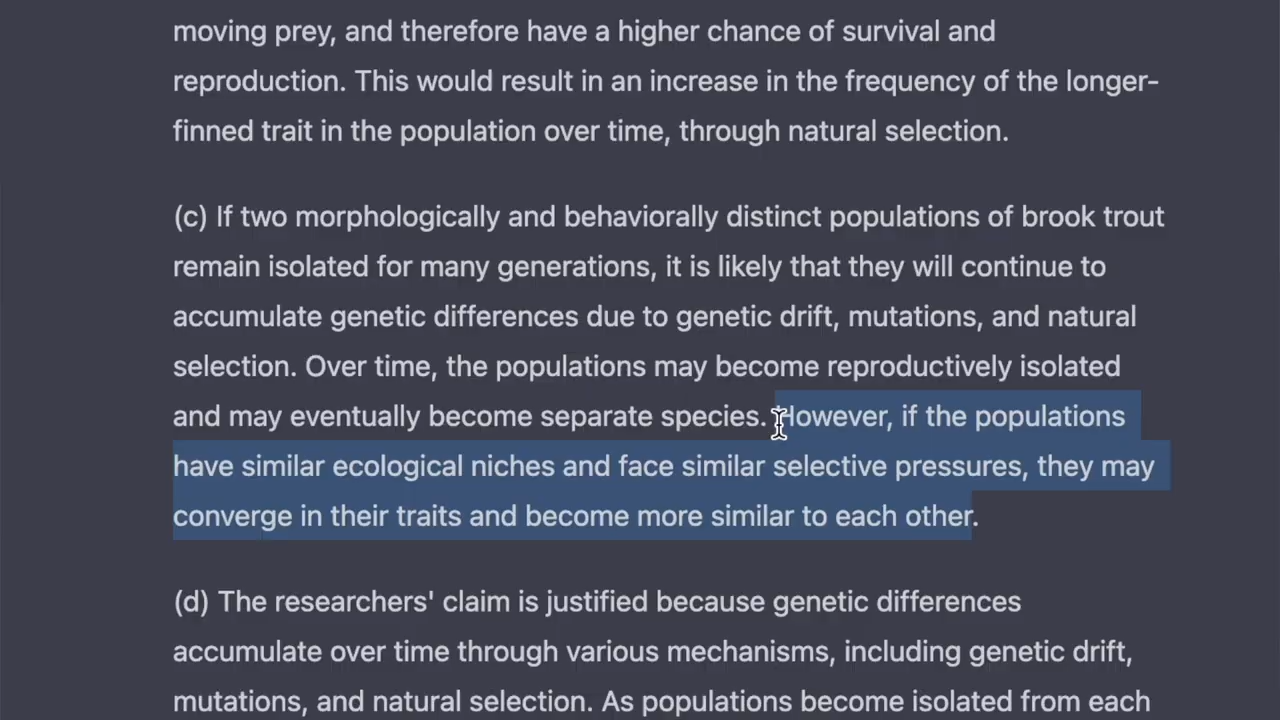 moving prey, and therefore have a higher chance of survival and
reproduction. This would result in an increase in the frequency of the longer-
finned trait in the population over time, through natural selection.
(c) If two morphologically and behaviorally distinct populations of brook trout
remain isolated for many generations, it is likely that they will continue to
accumulate genetic differences due to genetic drift, mutations, and natural
selection. Over time, the populations may become reproductively isolated
and may eventually become separate species. However, if the populations
have similar ecological niches and face similar selective pressures, they may
converge in their traits and become more similar to each other.
(d) The researchers' claim is justified because genetic differences
accumulate over time through various mechanisms, including genetic drift,
mutations, and natural selection. As populations become isolated from each